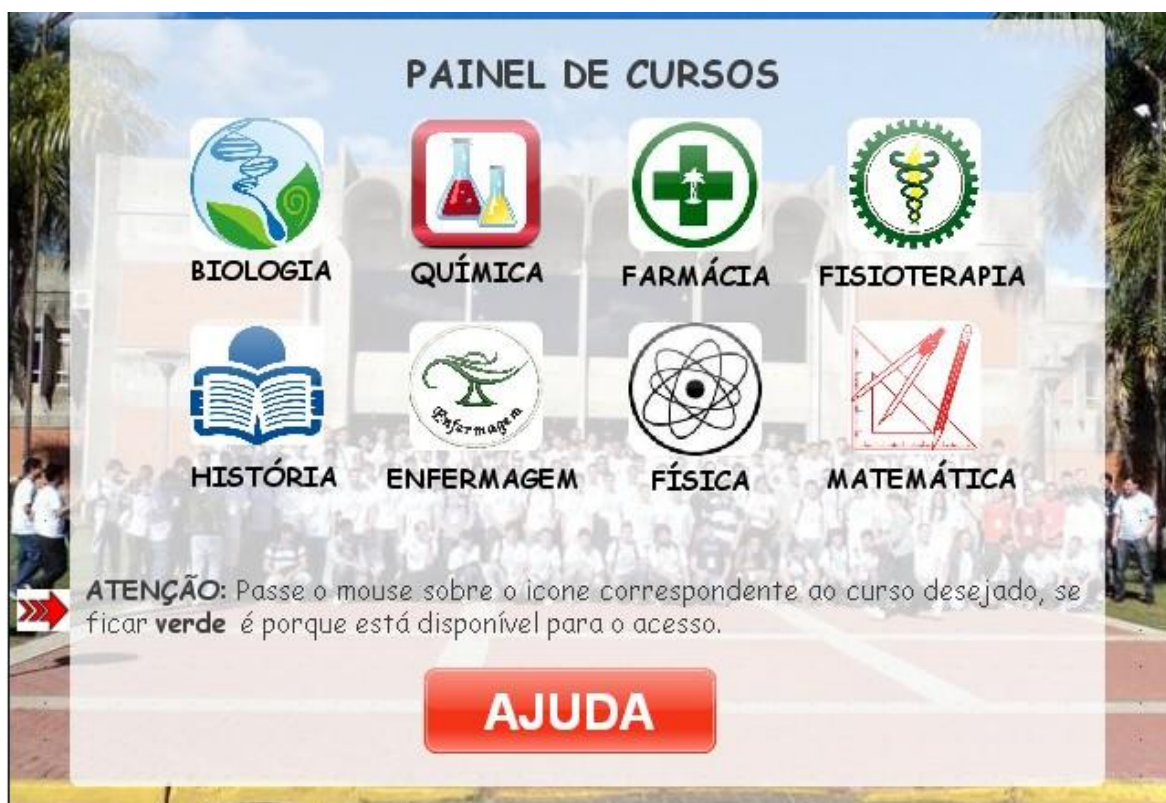 PAINEL DE CURSOS
BIOLOGIA
QUÍMICA
FARMÁCIA
FISIOTERAPIA
Enfermagem
HISTÓRIA
ENFERMAGEM
FÍSICA
MATEMÁTICA
ATENÇÃO: Passe o mouse sobre o icone correspondente ao curso desejado, se
ficar verde é porque está disponível para o acesso.
AJUDA